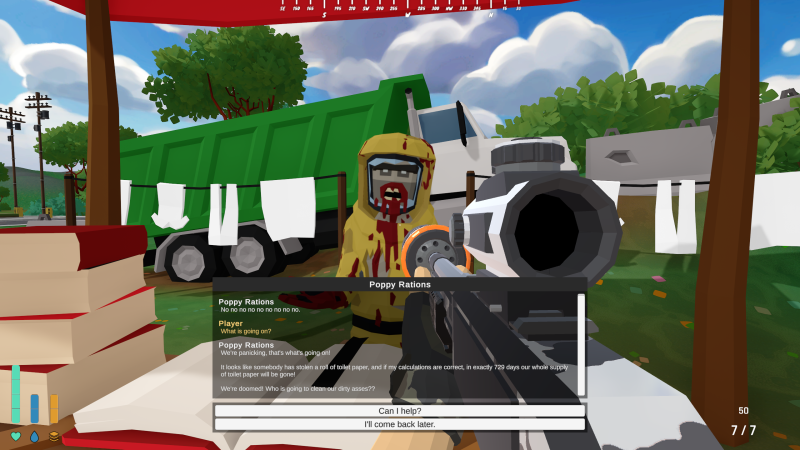 Poppy Rations
Poppy Rations
No no no no no no no no no.
Player
What is going on?
Poppy Rations
We're panicking, that's what's going on!
It looks like somebody has stolen a roll of toilet paper, and if my calculations are correct, in exactly 729 days our whole supply
of toilet paper will be gone!
We're doomed! Who is going to clean our dirty asses??
Can I help?
I'll come back later.
50
7 / 7